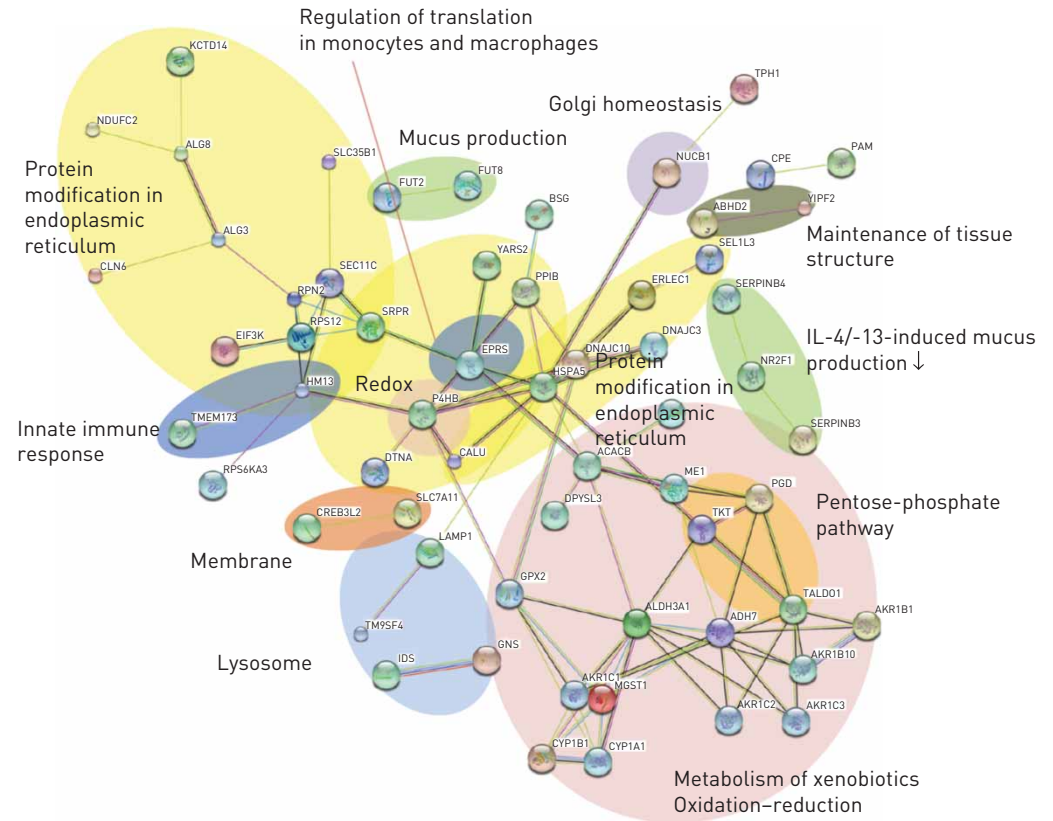 Regulation of translation
in monocytes and macrophages
KCTD14
TPH1
Golgi homeostasis
NDUFC2
ALG8
Mucus production
NUCB1
CPE
PAM
SLC35B1
FUT2
FUT8
Protein
modification in
endoplasmic
reticulum
BSG
ABHD2
YIPF2
Maintenance of tissue
structure
ALG3
CLN6
YARS2
SEL1L3
SEC11C
PPIB
ERLEC1
SERPINB4
RPN2
SRPR
RPS12
EIF3K
EPRS
DNAJC10
DNAJC3
IL-4/-13-induced mucus
production ↓
NR2F1
HSPA5
Protein
modification in
endoplasmic
reticulum
Redox
HM13
P4HB
TMEM173
Innate immune
response
SERPINB3
CALU
RPS6KA3
DTNA
ACACB
ME1
PGD
Pentose-phosphate
pathway
SLC7A11
CREB3L2
DPYSL3
TKT
Membrane
LAMP1
GPX2
TALDO1
ALDH3A1
ADH7
AKR1B1
TM9SF4
Lysosome
IDS
GNS
AKR1B10
AKR1C1
MGST1
AKR1C2
AKR1C3
CYP1B1
CYP1A1
Metabolism of xenobiotics
Oxidation–reduction